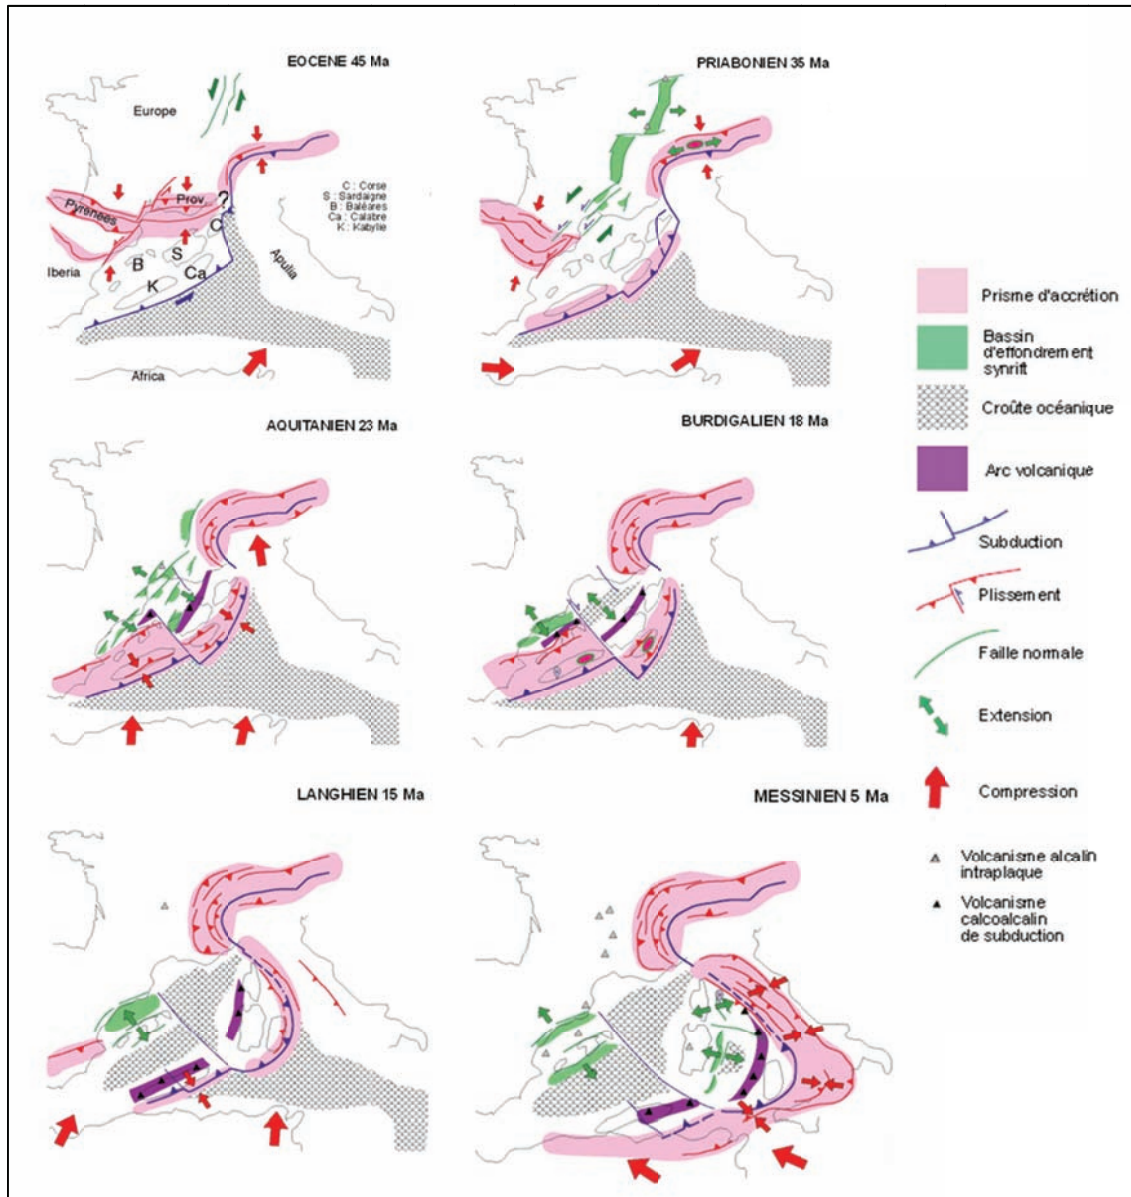 EOCENE 45 Ma
Europe
Pyrénées
Prov.
?
C
S
B
Ca
K
Iberia
Apulia
Africa
C : Corse
S : Sardaigne
B : Baléares
Ca : Calabre
K : Kabylie
PRIABONIEN 35 Ma
AQUITANIEN 23 Ma
BURDIGALIEN 18 Ma
LANGHIEN 15 Ma
MESSINIEN 5 Ma
Prisme d'accrétion
Bassin
d'effondrement
synrift
Croûte océanique
Arc volcanique
Subduction
Plissement
Faille normale
Extension
Compression
Volcanisme alcalin
intraplaque
Volcanisme
calcoalcalin
de subduction